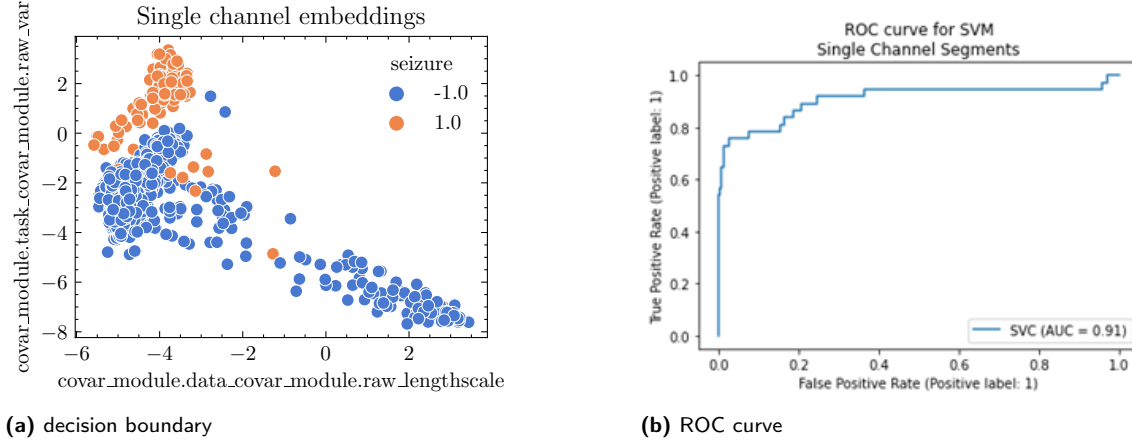 Single channel embeddings
covar_module.task_covar_module.raw_var
2
0
−2
−4
−6
−8
seizure
-1.0
1.0
−6
−4
−2
0
2
covar_module.data_covar_module.raw_lengthscale
(a) decision boundary
ROC curve for SVM
Single Channel Segments
True Positive Rate (Positive label: 1)
1.0
0.8
0.6
0.4
0.2
0.0
SVC (AUC = 0.91)
0.0
0.2
0.4
0.6
0.8
1.0
False Positive Rate (Positive label: 1)
(b) ROC curve